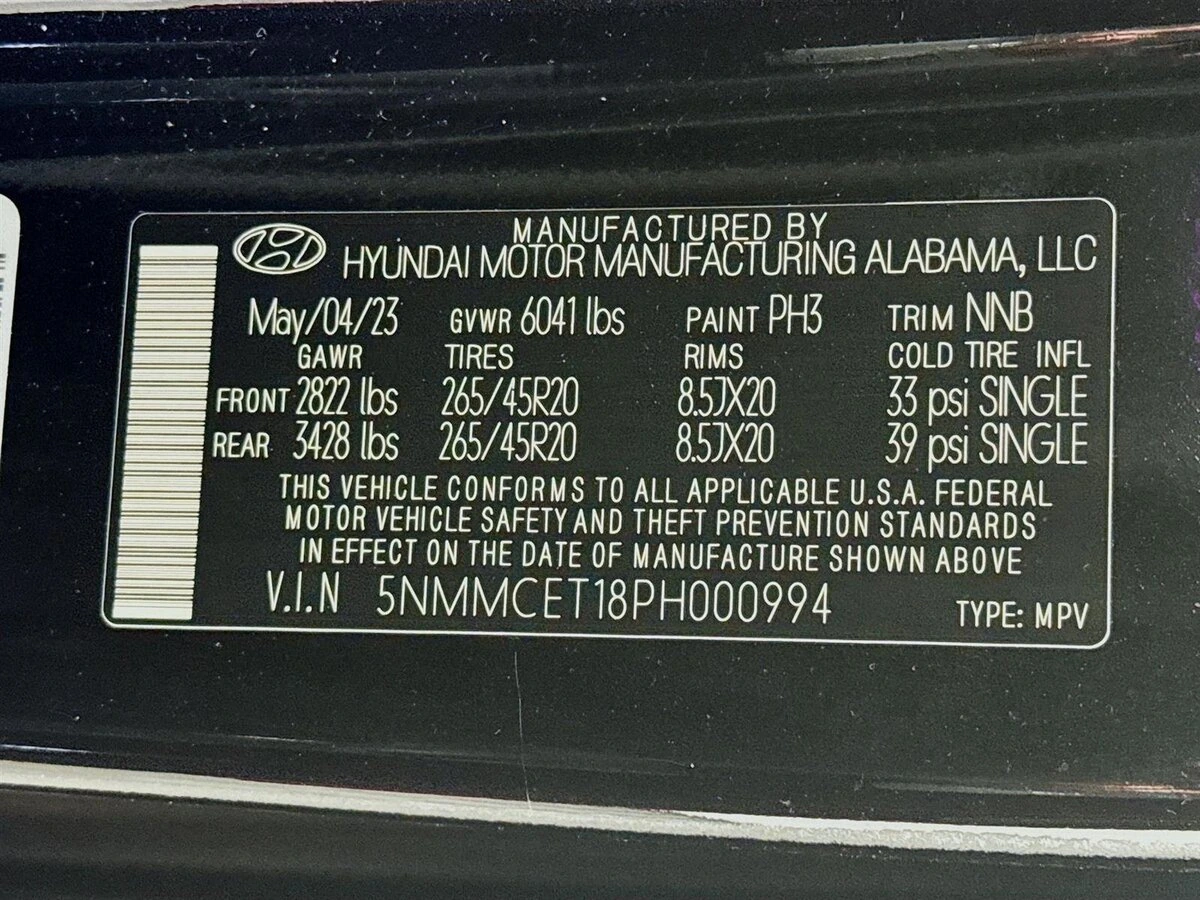 MANUFACTURED BY
HYUNDAI MOTOR MANUFACTURING ALABAMA, LLC
May/04/23 GVWR 6041 lbs PAINT PH3 TRIM NNB
GAWR TIRES RIMS COLD TIRE INFL
FRONT 2822 lbs 265/45R20 8.5JX20 33 psi SINGLE
REAR 3428 lbs 265/45R20 8.5JX20 39 psi SINGLE
THIS VEHICLE CONFORMS TO ALL APPLICABLE U.S.A. FEDERAL
MOTOR VEHICLE SAFETY AND THEFT PREVENTION STANDARDS
IN EFFECT ON THE DATE OF MANUFACTURE SHOWN ABOVE
V.I.N 5NMMCET18PH000994 TYPE: MPV